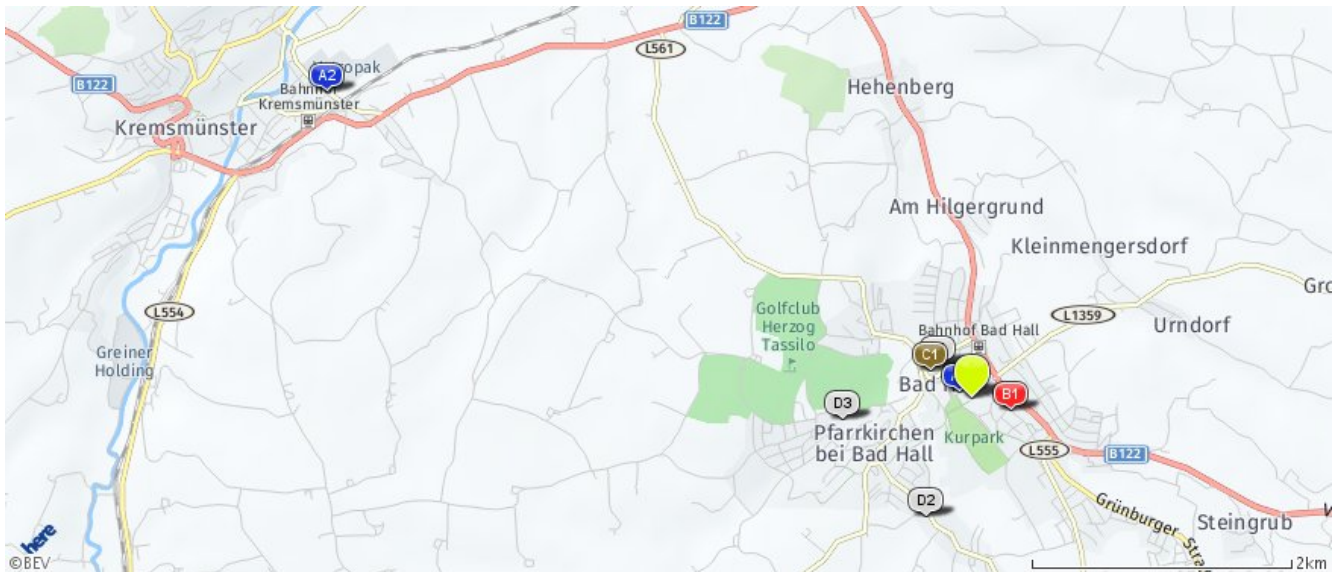 B122
L561
A2
Bahnhof
Kremsmünster
B122
Kremsmünster
Hehenberg
Am Hilgergrund
Kleinmengersdorf
L554
Golfclub
Herzog
Tassilo
Bahnhof Bad Hall
L1359
Urndorf
Greiner
Holding
C1
Bad
B1
D3
Pfarrkirchen
bei Bad Hall
Kurpark
L555
B122
D2
Grünburger
Steingrub
here
©BEV
2km